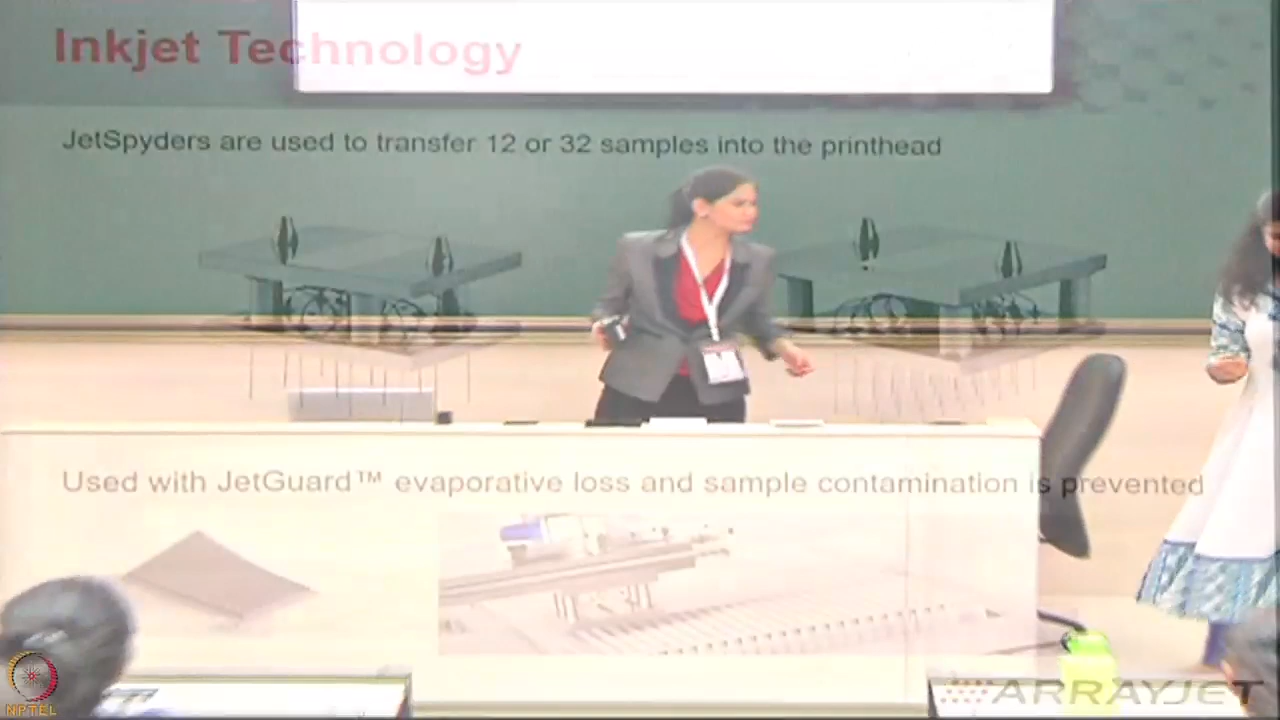 Inkjet Technology
JetSpyders are used to transfer 12 or 32 samples into the printhead
Used with JetGuard™ evaporative loss and sample contamination is prevented
NPTEL
ARRAYJET